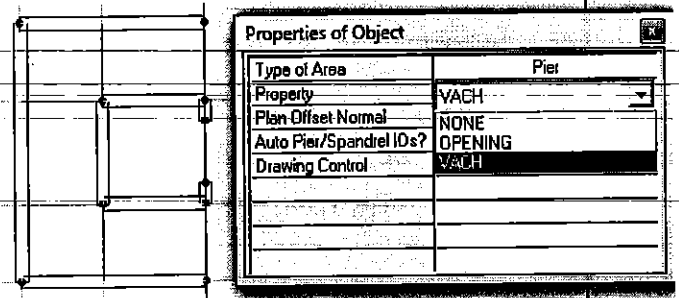 Properties of Object
x
Type of Area Pier
Property VACH
Plan Offset Normal NONE
Auto Pier/Spandrel IDs? OPENING
Drawing Control VACH